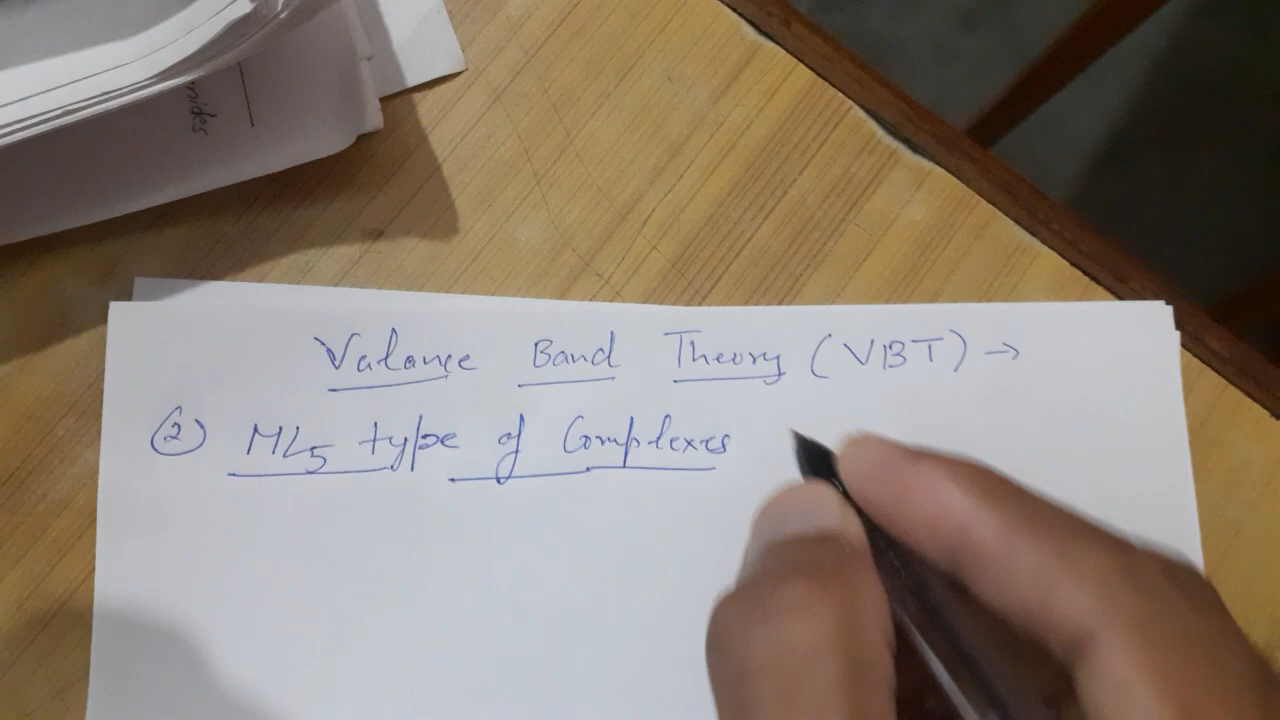 Valance Band Theory (VBT) →
② ML5 type of Complexes